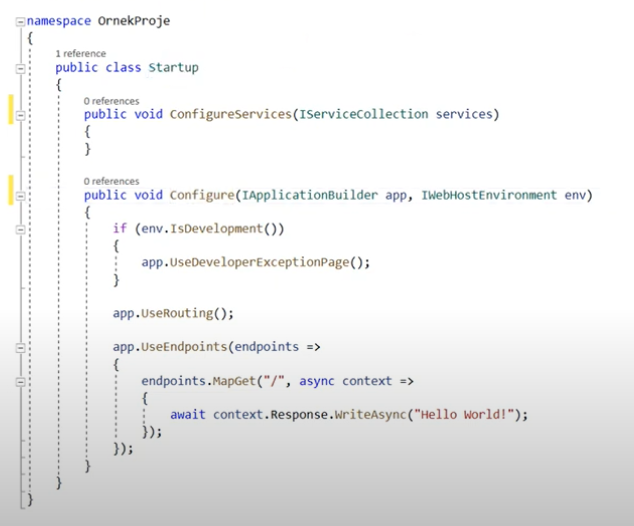 namespace OrnekProje
{
1 reference
public class Startup
{
0 references
public void ConfigureServices(IServiceCollection services)
{
}
0 references
public void Configure(IApplicationBuilder app, IWebHostEnvironment env)
{
if (env.IsDevelopment())
{
app.UseDeveloperExceptionPage();
}
app.UseRouting();
app.UseEndpoints(endpoints =>
{
endpoints.MapGet("/", async context =>
{
await context.Response.WriteAsync("Hello World!");
});
});
}
}
}